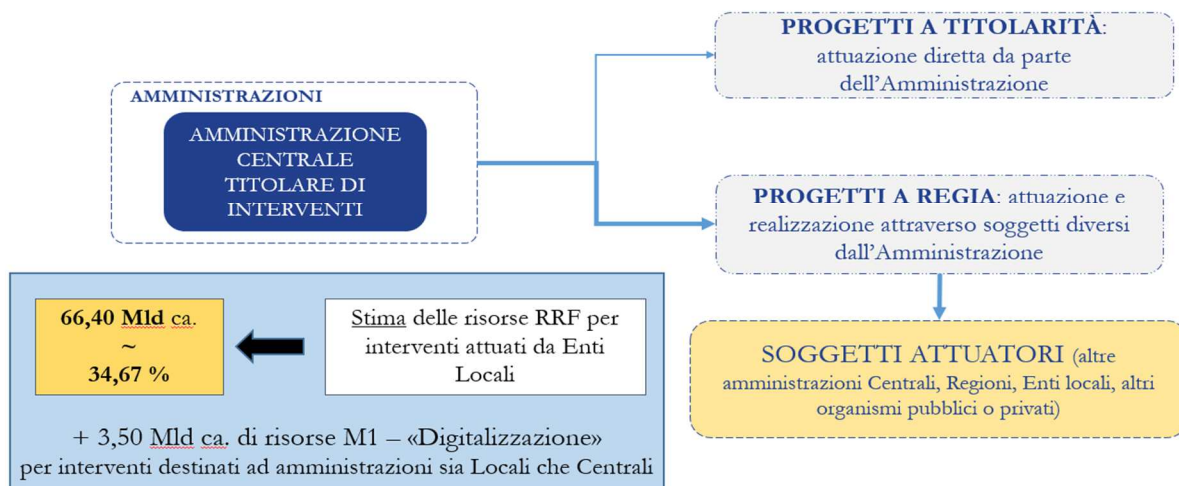 AMMINISTRAZIONI
AMMINISTRAZIONE
CENTRALE
TITOLARE DI
INTERVENTI
PROGETTI A TITOLARITÀ:
attuazione diretta da parte
dell’Amministrazione
PROGETTI A REGIA: attuazione e
realizzazione attraverso soggetti diversi
dall’Amministrazione
SOGGETTI ATTUATORI (altre
amministrazioni Centrali, Regioni, Enti locali, altri
organismi pubblici o privati)
66,40 Mld ca.
~
34,67 %
Stima delle risorse RRF per
interventi attuati da Enti
Locali
+ 3,50 Mld ca. di risorse M1 – «Digitalizzazione»
per interventi destinati ad amministrazioni sia Locali che Centrali